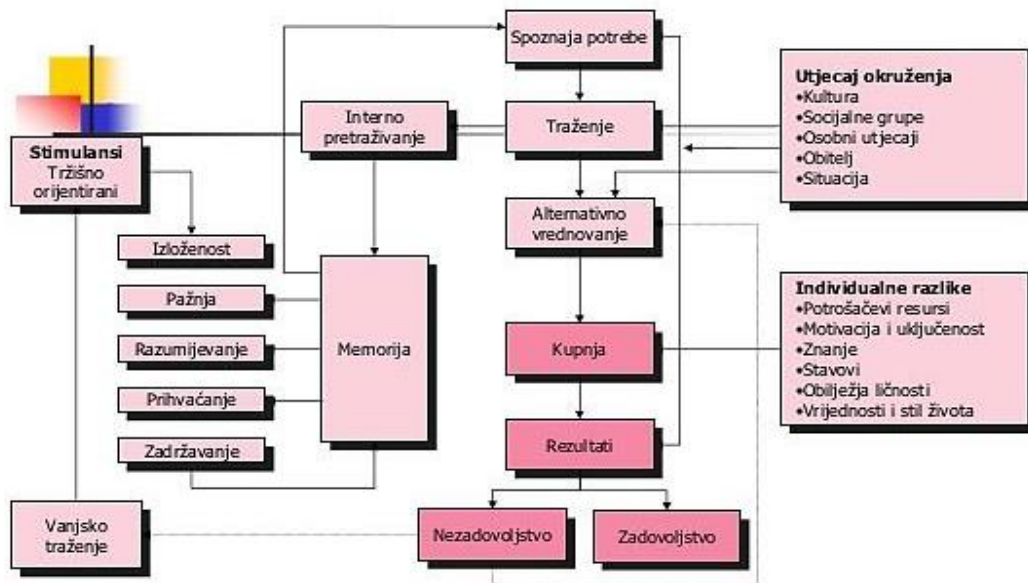 Spoznaja potrebe
Interno
pretraživanje
Traženje
Utjecaj okruženja
•Kultura
•Socijalne grupe
•Osobni utjecaji
•Obitelj
•Situacija
Stimulansi
Tržišno
orijentirani
Alternativno
vrednovanje
Izloženost
Pažnja
Razumijevanje
Prihvaćanje
Zadržavanje
Memorija
Kupnja
Individualne razlike
•Potrošačevi resursi
•Motivacija i uključenost
•Znanje
•Stavovi
•Obilježja ličnosti
•Vrijednosti i stil života
Rezultati
Vanjsko
traženje
Nezadovoljstvo
Zadovoljstvo